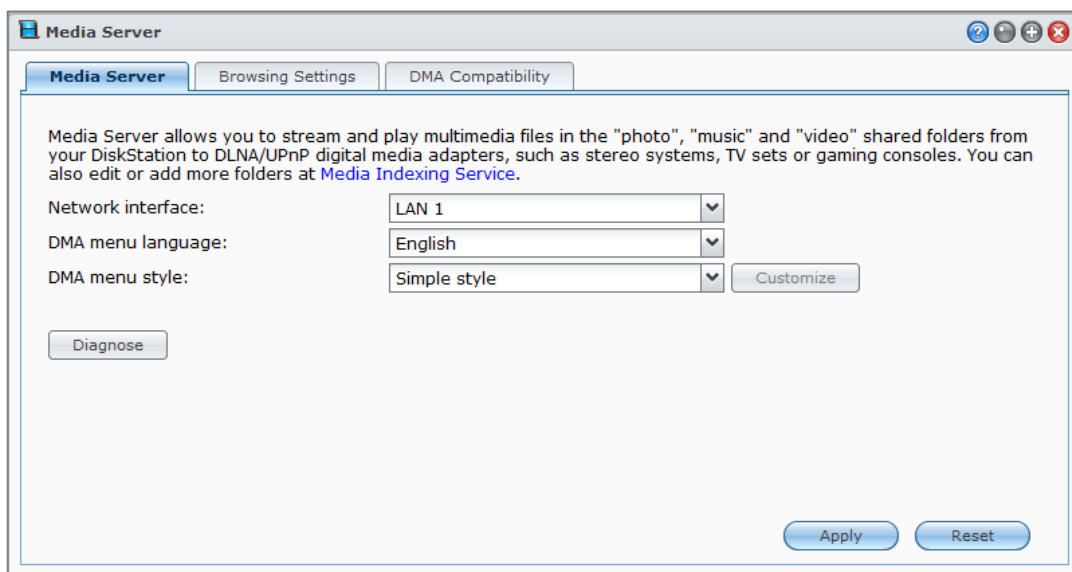 Media Server
Media Server Browsing Settings DMA Compatibility
Media Server allows you to stream and play multimedia files in the "photo", "music" and "video" shared folders from
your DiskStation to DLNA/UPnP digital media adapters, such as stereo systems, TV sets or gaming consoles. You can
also edit or add more folders at Media Indexing Service.
Network interface: LAN 1
DMA menu language: English
DMA menu style: Simple style Customize
Diagnose
Apply Reset